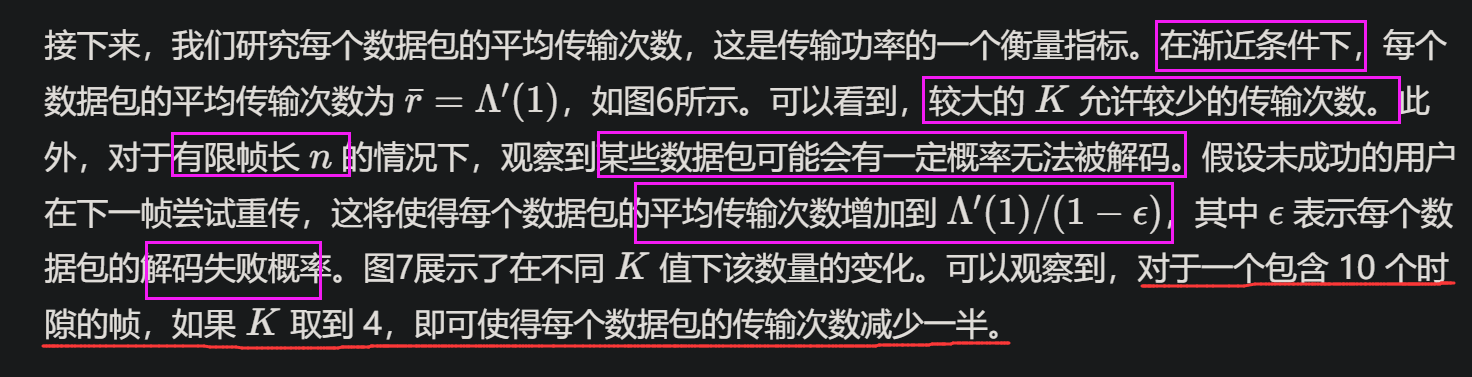 接下来，我们研究每个数据包的平均传输次数，这是传输功率的一个衡量指标。在渐近条件下，每个
数据包的平均传输次数为 r̄ = Λ′(1)，如图6所示。可以看到，较大的 K 允许较少的传输次数。此
外，对于有限帧长 n 的情况下，观察到某些数据包可能会有一定概率无法被解码。假设未成功的用户
在下一帧尝试重传，这将使得每个数据包的平均传输次数增加到 Λ′(1)/(1 − ϵ)，其中 ϵ 表示每个数
据包的解码失败概率。图7展示了在不同 K 值下该数量的变化。可以观察到，对于一个包含 10 个时
隙的帧，如果 K 取到 4，即可使得每个数据包的传输次数减少一半。